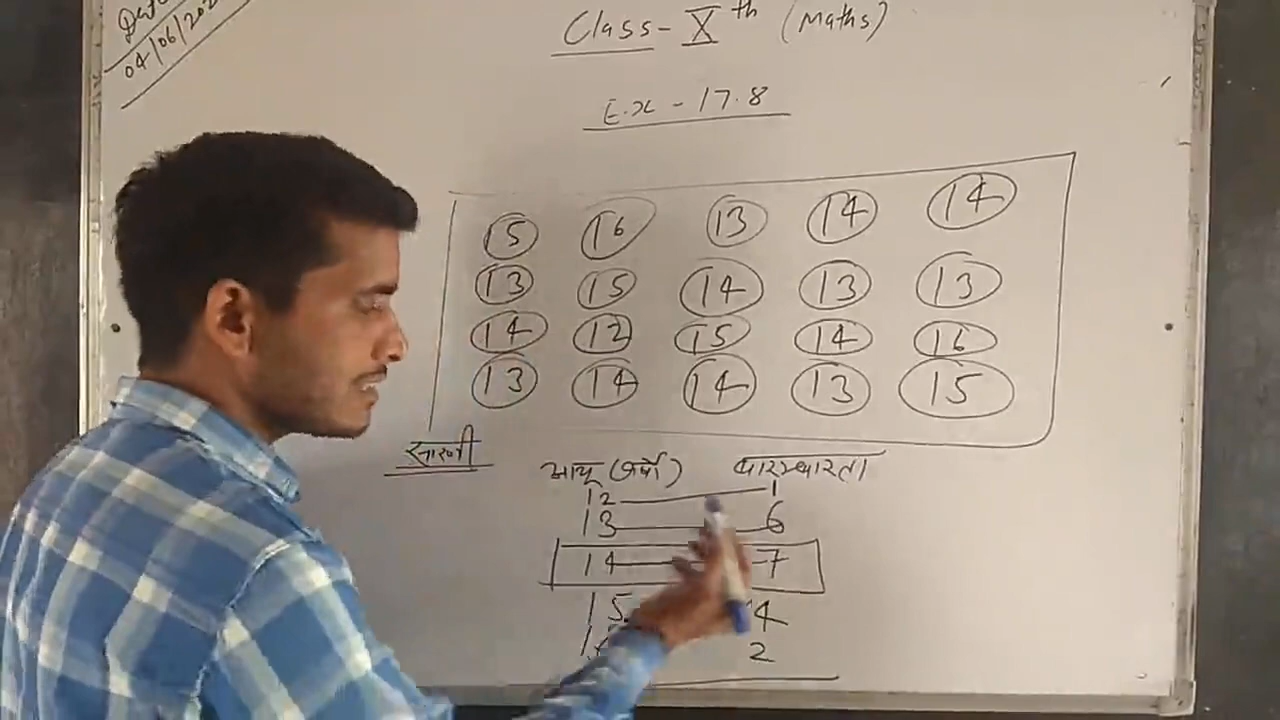 Date
04/06/202
Class - Xth (Maths)
Ex - 17.8
15 16 13 14 14
13 15 14 13 13
14 12 15 14 16
13 14 14 13 15
सारणी
आयु (वर्षो) बारम्बारता
12 1
13 6
14 7
15 4
2